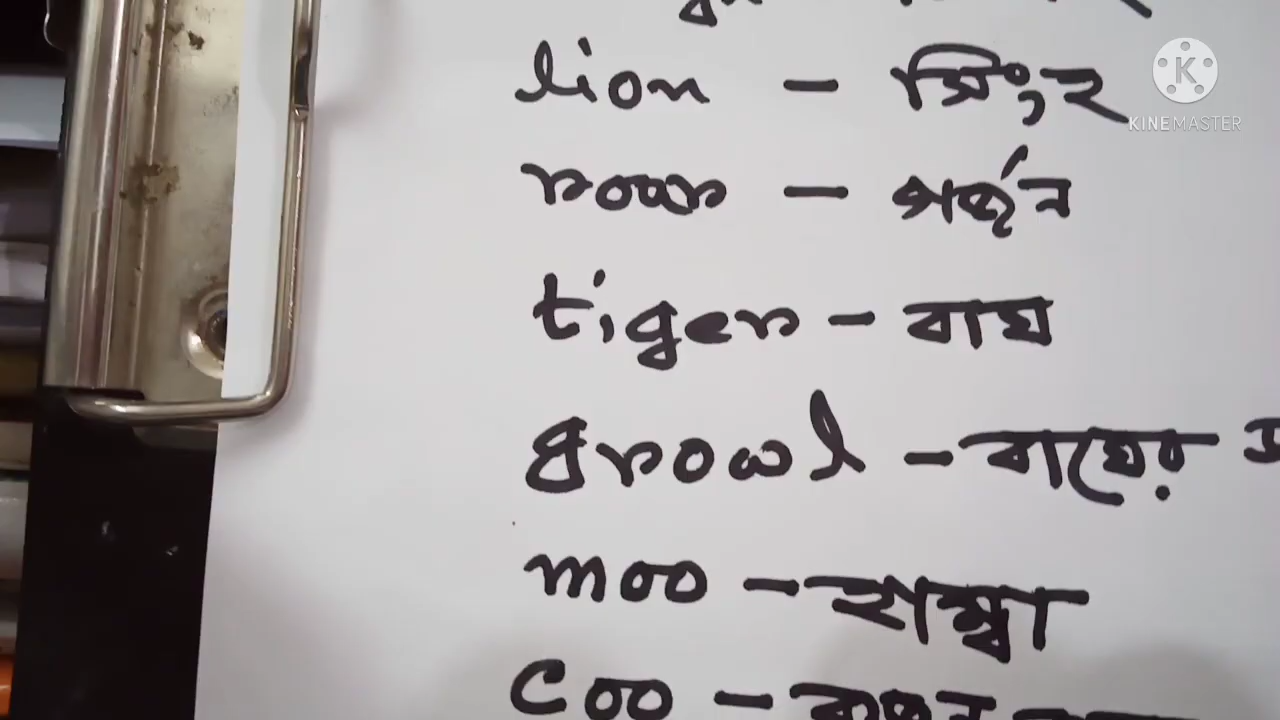 lion - সিংহ
KINEMASTER
roar - গর্জন
tiger - বাঘ
growl - বাঘের
moo - হাম্বা
coo -